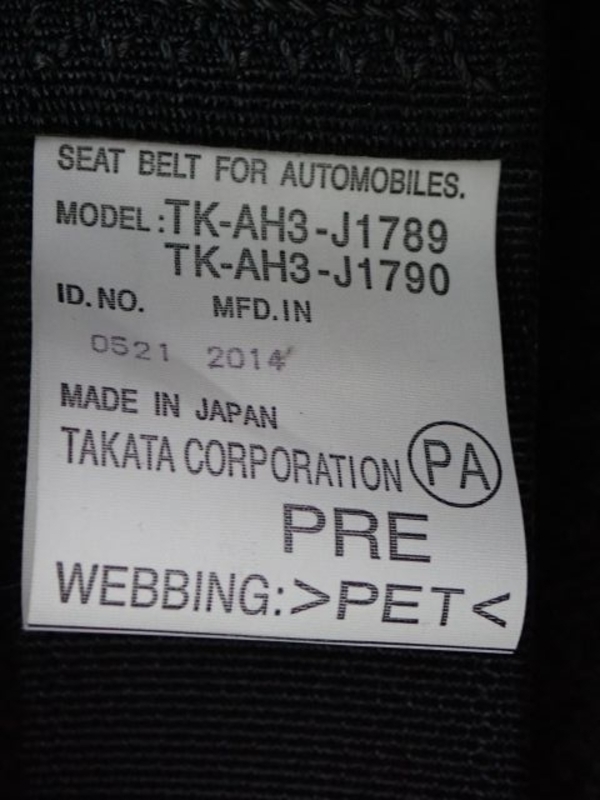 SEAT BELT FOR AUTOMOBILES.
MODEL:TK-AH3-J1789
TK-AH3-J1790
ID.NO. MFD.IN
0521 2014
MADE IN JAPAN
TAKATA CORPORATION PA
PRE
WEBBING:>PET<